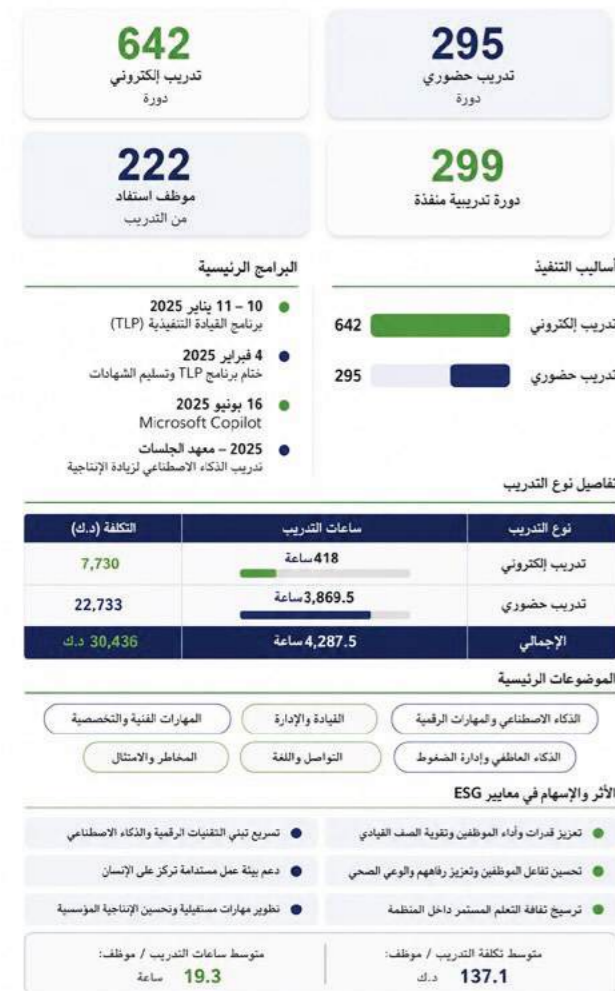 295
تدريب حضوري
دورة
642
تدريب إلكتروني
دورة
299
دورة تدريبية منفذة
222
موظف استفاد
من التدريب
أساليب التنفيذ
تدريب إلكتروني 642
تدريب حضوري 295
البرامج الرئيسية
10 – 11 يناير 2025
برنامج القيادة التنفيذية (TLP)
4 فبراير 2025
ختام برنامج TLP وتسليم الشهادات
16 يونيو 2025
Microsoft Copilot
2025 – معهد الجلسات
تدريب الذكاء الاصطناعي لزيادة الإنتاجية
تفاصيل نوع التدريب
نوع التدريب ساعات التدريب التكلفة (د.ك)
تدريب إلكتروني 418 ساعة 7,730
تدريب حضوري 3,869.5 ساعة 22,733
الإجمالي 4,287.5 ساعة 30,436 د.ك
الموضوعات الرئيسية
الذكاء الاصطناعي والمهارات الرقمية القيادة والإدارة المهارات الفنية والتخصصية
الذكاء العاطفي وإدارة الضغوط التواصل واللغة المخاطر والامتثال
الأثر والإسهام في معايير ESG
تعزيز قدرات وأداء الموظفين وتقوية الصف القيادي
تسريع تبني التقنيات الرقمية والذكاء الاصطناعي
تحسين تفاعل الموظفين وتعزيز رفاههم والوعي الصحي
دعم بيئة عمل مستدامة تركز على الإنسان
ترسيخ ثقافة التعلم المستمر داخل المنظمة
تطوير مهارات مستقبلية وتحسين الإنتاجية المؤسسية
متوسط تكلفة التدريب / موظف:
137.1 د.ك
متوسط ساعات التدريب / موظف:
19.3 ساعة